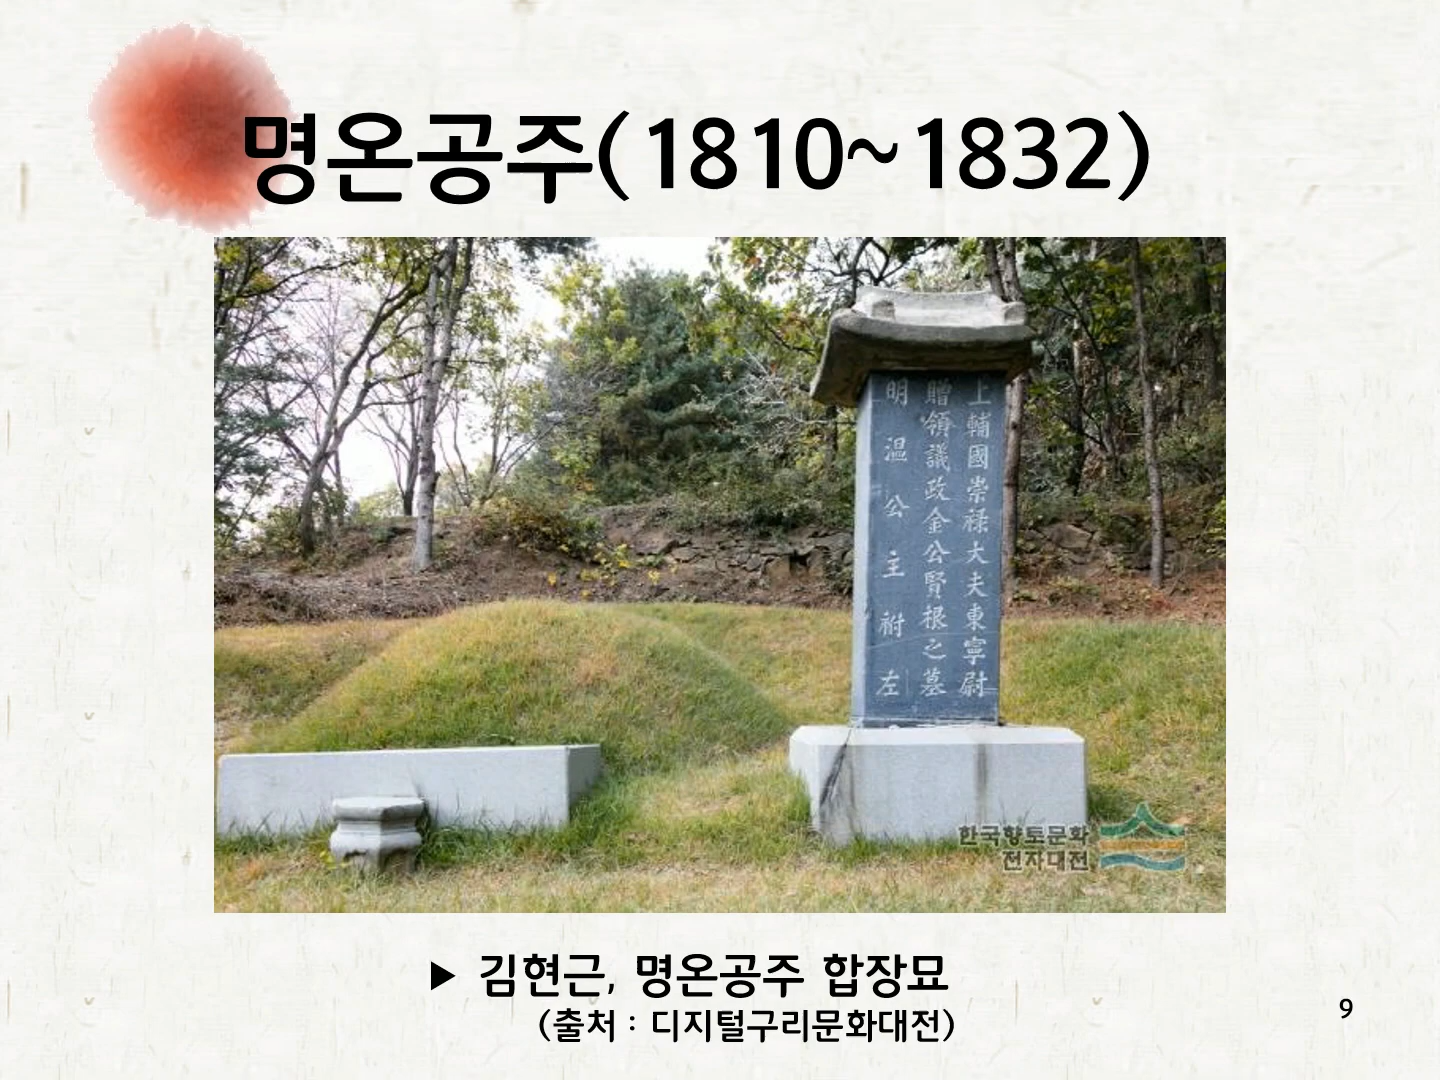 명온공주(1810~1832)
上輔國崇祿大夫東寧尉
贈領議政金公賢根之墓
明溫公主祔左
한국향토문화
전자대전
▶ 김현근, 명온공주 합장묘
(출처 : 디지털구리문화대전)
9